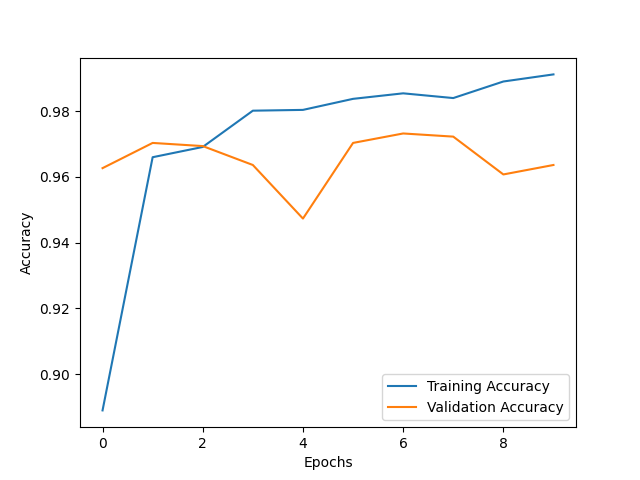 0.98
0.96
0.94
0.92
0.90
Accuracy
0 2 4 6 8
Epochs
Training Accuracy
Validation Accuracy